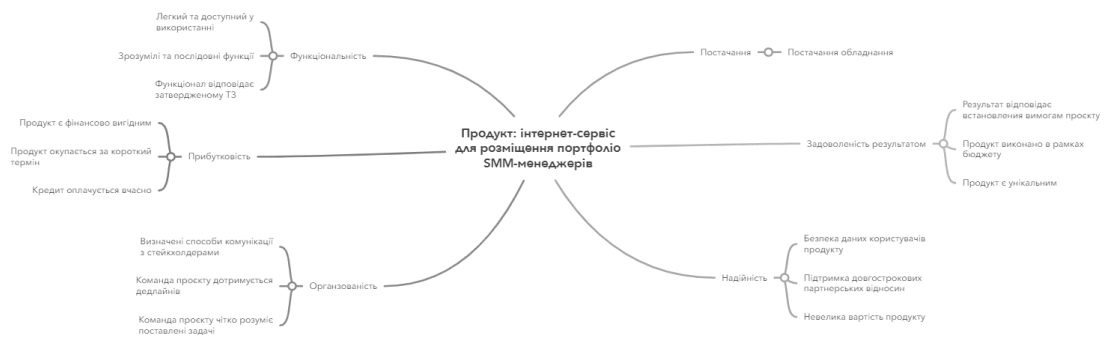 Продукт: інтернет-сервіс
для розміщення портфоліо
SMM-менеджерів
Функціональність
Легкий та доступний у
використанні
Зрозумілі та послідовні функції
Функціонал відповідає
затвердженому ТЗ
Прибутковість
Продукт є фінансово вигідним
Продукт окупається за короткий
термін
Кредит оплачується вчасно
Органзованість
Визначені способи комунікації
з стейкхолдерами
Команда проєкту дотримується
дедлайнів
Команда проєкту чітко розуміє
поставлені задачі
Постачання
Постачання обладнання
Задоволеність результатом
Результат відповідає
встановлення вимогам проєкту
Продукт виконано в рамках
бюджету
Продукт є унікальним
Надійність
Безпека даних користувачів
продукту
Підтримка довгострокових
партнерських відносин
Невелика вартість продукту